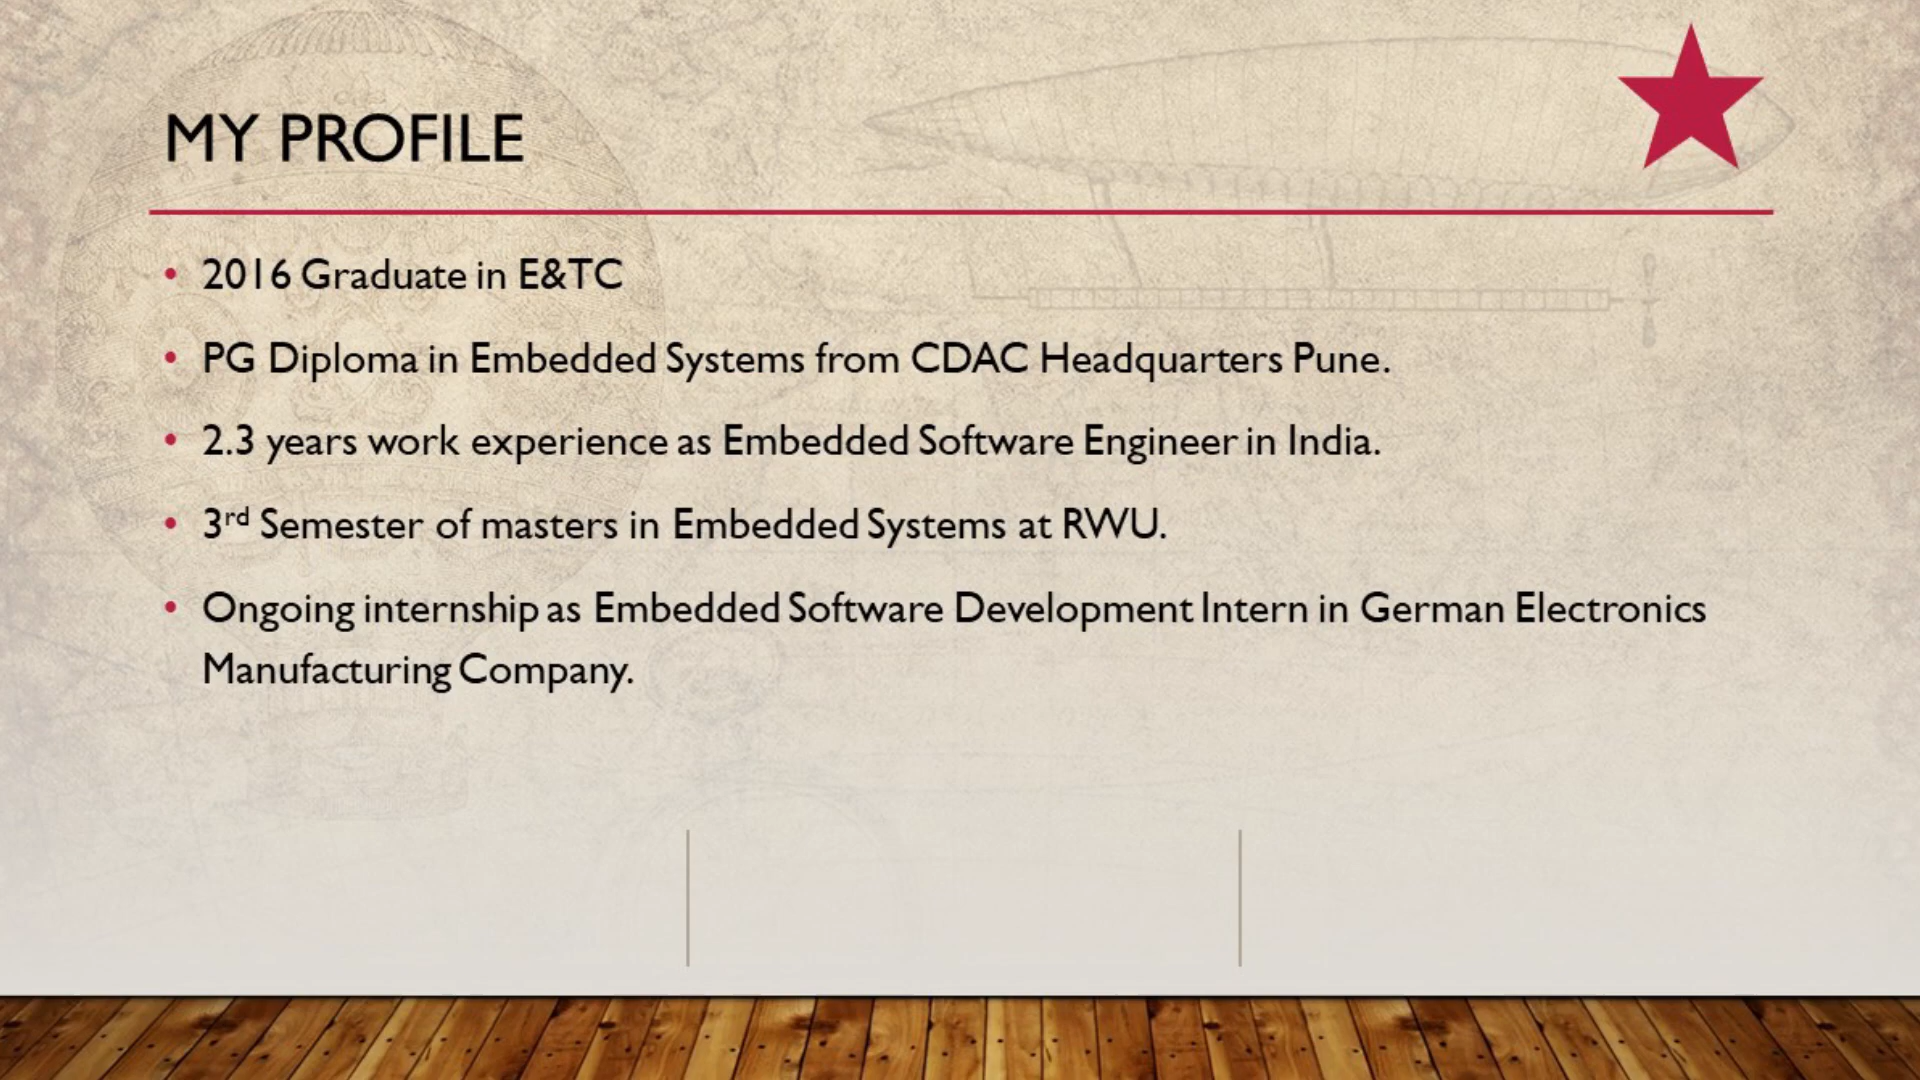 MY PROFILE
• 2016 Graduate in E&TC
• PG Diploma in Embedded Systems from CDAC Headquarters Pune.
• 2.3 years work experience as Embedded Software Engineer in India.
• 3rd Semester of masters in Embedded Systems at RWU.
• Ongoing internship as Embedded Software Development Intern in German Electronics
Manufacturing Company.